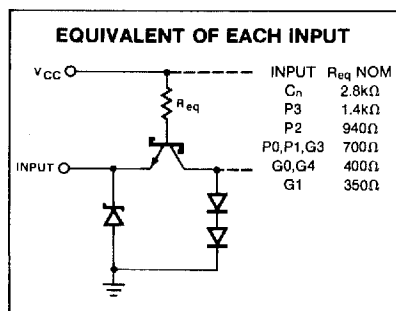 EQUIVALENT OF EACH INPUT
VCC
INPUT Req NOM
Cn 2.8kΩ
P3 1.4kΩ
P2 940Ω
P0,P1,G3 700Ω
G0,G4 400Ω
G1 350Ω
Req
INPUT